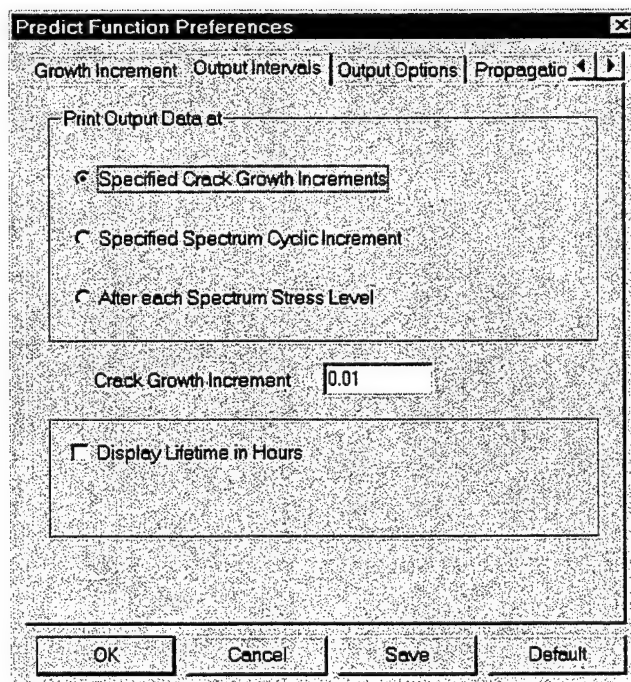 Predict Function Preferences
Growth Increment Output Intervals Output Options Propagatio
Print Output Data at
Specified Crack Growth Increments
Specified Spectrum Cyclic Increment
After each Spectrum Stress Level
Crack Growth Increment 0.01
Display Lifetime in Hours
OK Cancel Save Default